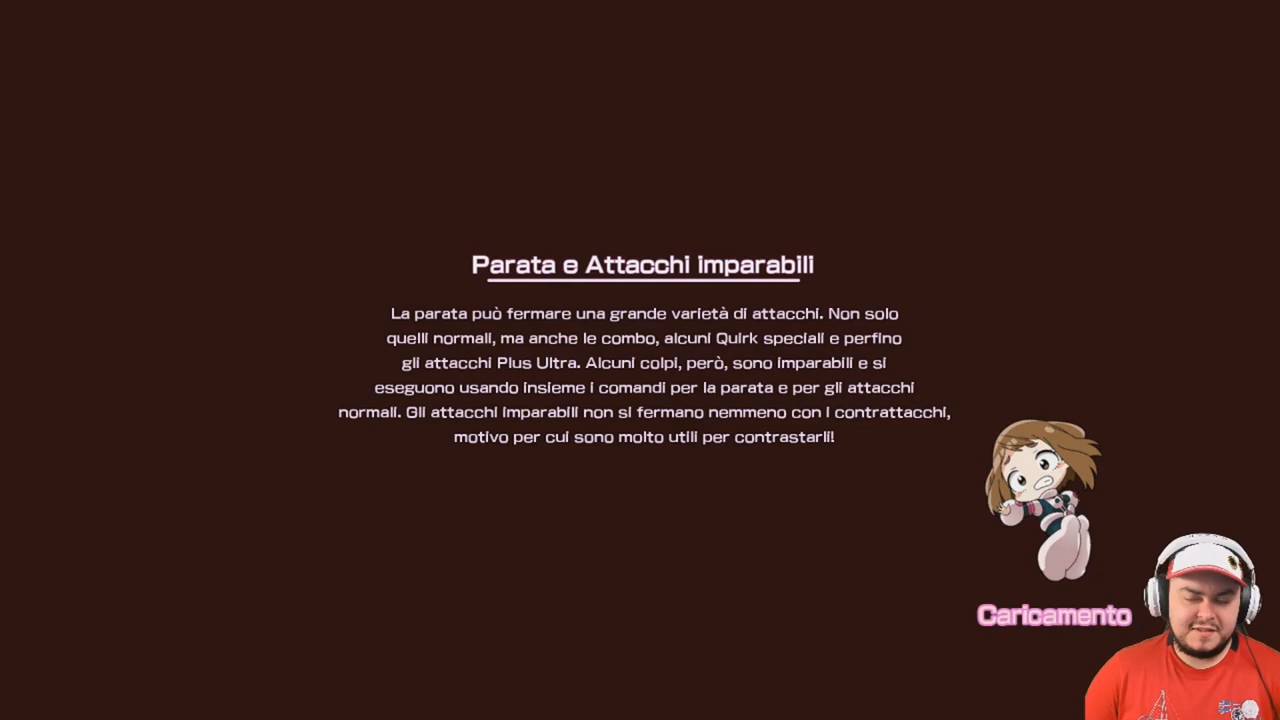 Parata e Attacchi imparabili
La parata può fermare una grande varietà di attacchi. Non solo
quelli normali, ma anche le combo, alcuni Quirk speciali e perfino
gli attacchi Plus Ultra. Alcuni colpi, però, sono imparabili e si
eseguono usando insieme i comandi per la parata e per gli attacchi
normali. Gli attacchi imparabili non si fermano nemmeno con i contrattacchi,
motivo per cui sono molto utili per contrastarli!
Caricamento